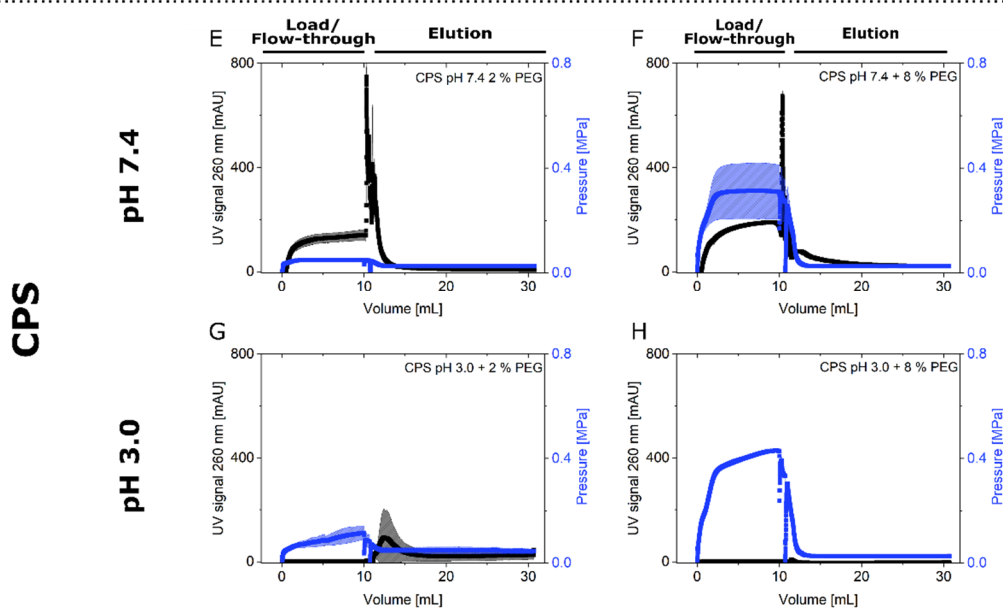 Load/
Flow-through
Elution
E
CPS pH 7.4 2 % PEG
800
400
0
UV signal 260 nm [mAU]
0.8
0.4
0.0
Pressure [MPa]
0 10 20 30
Volume [mL]
Load/
Flow-through
Elution
F
CPS pH 7.4 + 8 % PEG
800
400
0
UV signal 260 nm [mAU]
0.8
0.4
0.0
Pressure [MPa]
0 10 20 30
Volume [mL]
pH 7.4
CPS
pH 3.0
G
CPS pH 3.0 + 2 % PEG
800
400
0
UV signal 260 nm [mAU]
0.8
0.4
0.0
Pressure [MPa]
0 10 20 30
Volume [mL]
H
CPS pH 3.0 + 8 % PEG
800
400
0
UV signal 260 nm [mAU]
0.8
0.4
0.0
Pressure [MPa]
0 10 20 30
Volume [mL]